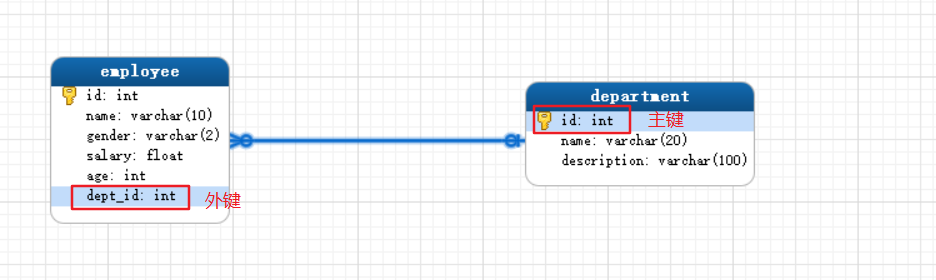 employee
id: int
name: varchar(10)
gender: varchar(2)
salary: float
age: int
dept_id: int
外键
department
id: int
主键
name: varchar(20)
description: varchar(100)